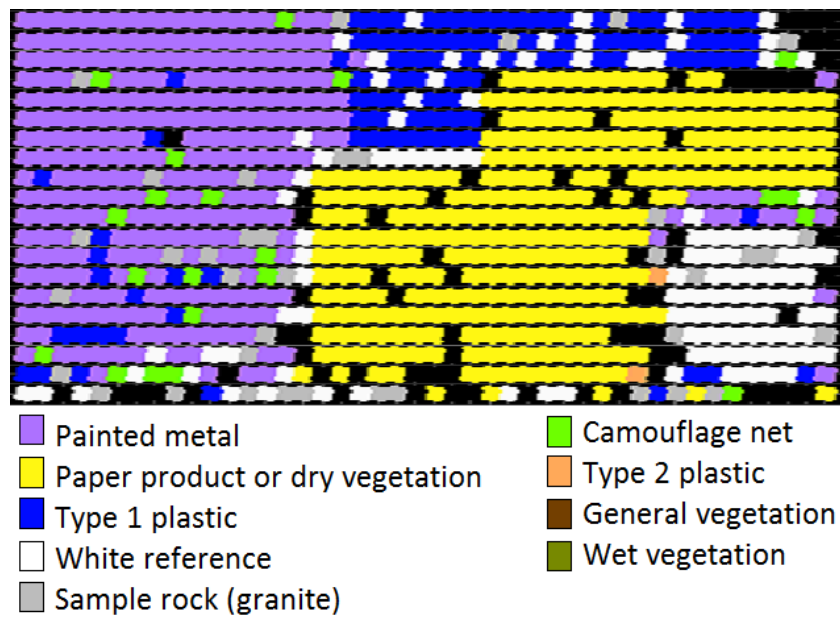 Painted metal
Paper product or dry vegetation
Type 1 plastic
White reference
Sample rock (granite)
Camouflage net
Type 2 plastic
General vegetation
Wet vegetation